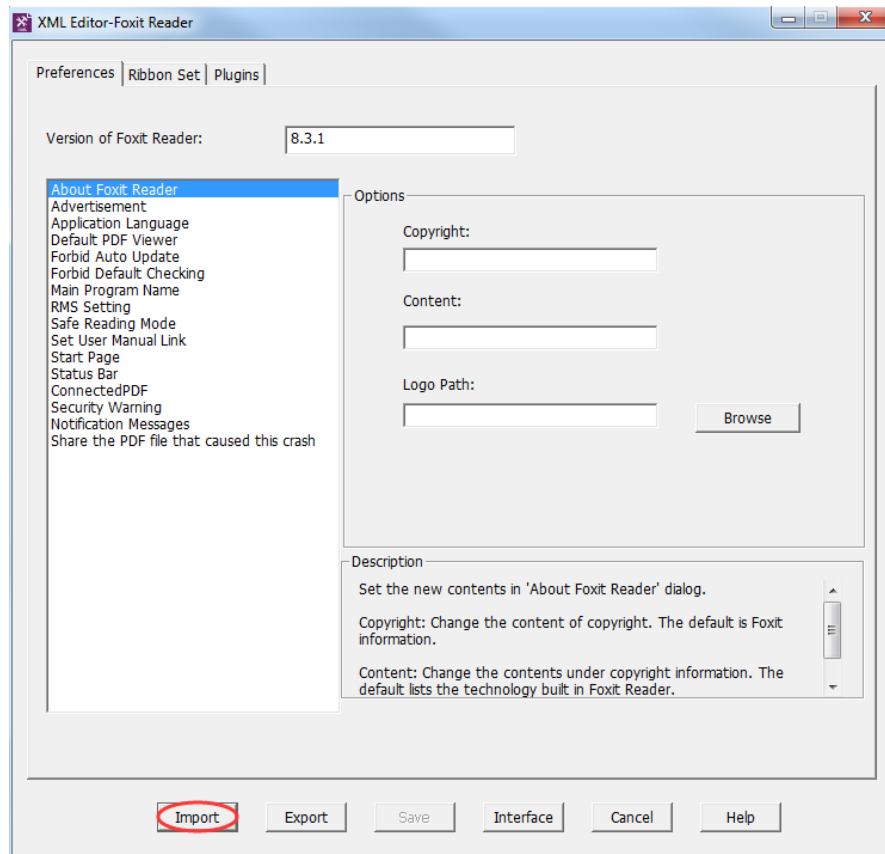 XML Editor-Foxit Reader
Preferences
Ribbon Set
Plugins
Version of Foxit Reader:
8.3.1
About Foxit Reader
Advertisement
Application Language
Default PDF Viewer
Forbid Auto Update
Forbid Default Checking
Main Program Name
RMS Setting
Safe Reading Mode
Set User Manual Link
Start Page
Status Bar
ConnectedPDF
Security Warning
Notification Messages
Share the PDF file that caused this crash
Options
Copyright:
Content:
Logo Path:
Browse
Description
Set the new contents in 'About Foxit Reader' dialog.
Copyright: Change the content of copyright. The default is Foxit
information.
Content: Change the contents under copyright information. The
default lists the technology built in Foxit Reader.
Import
Export
Save
Interface
Cancel
Help